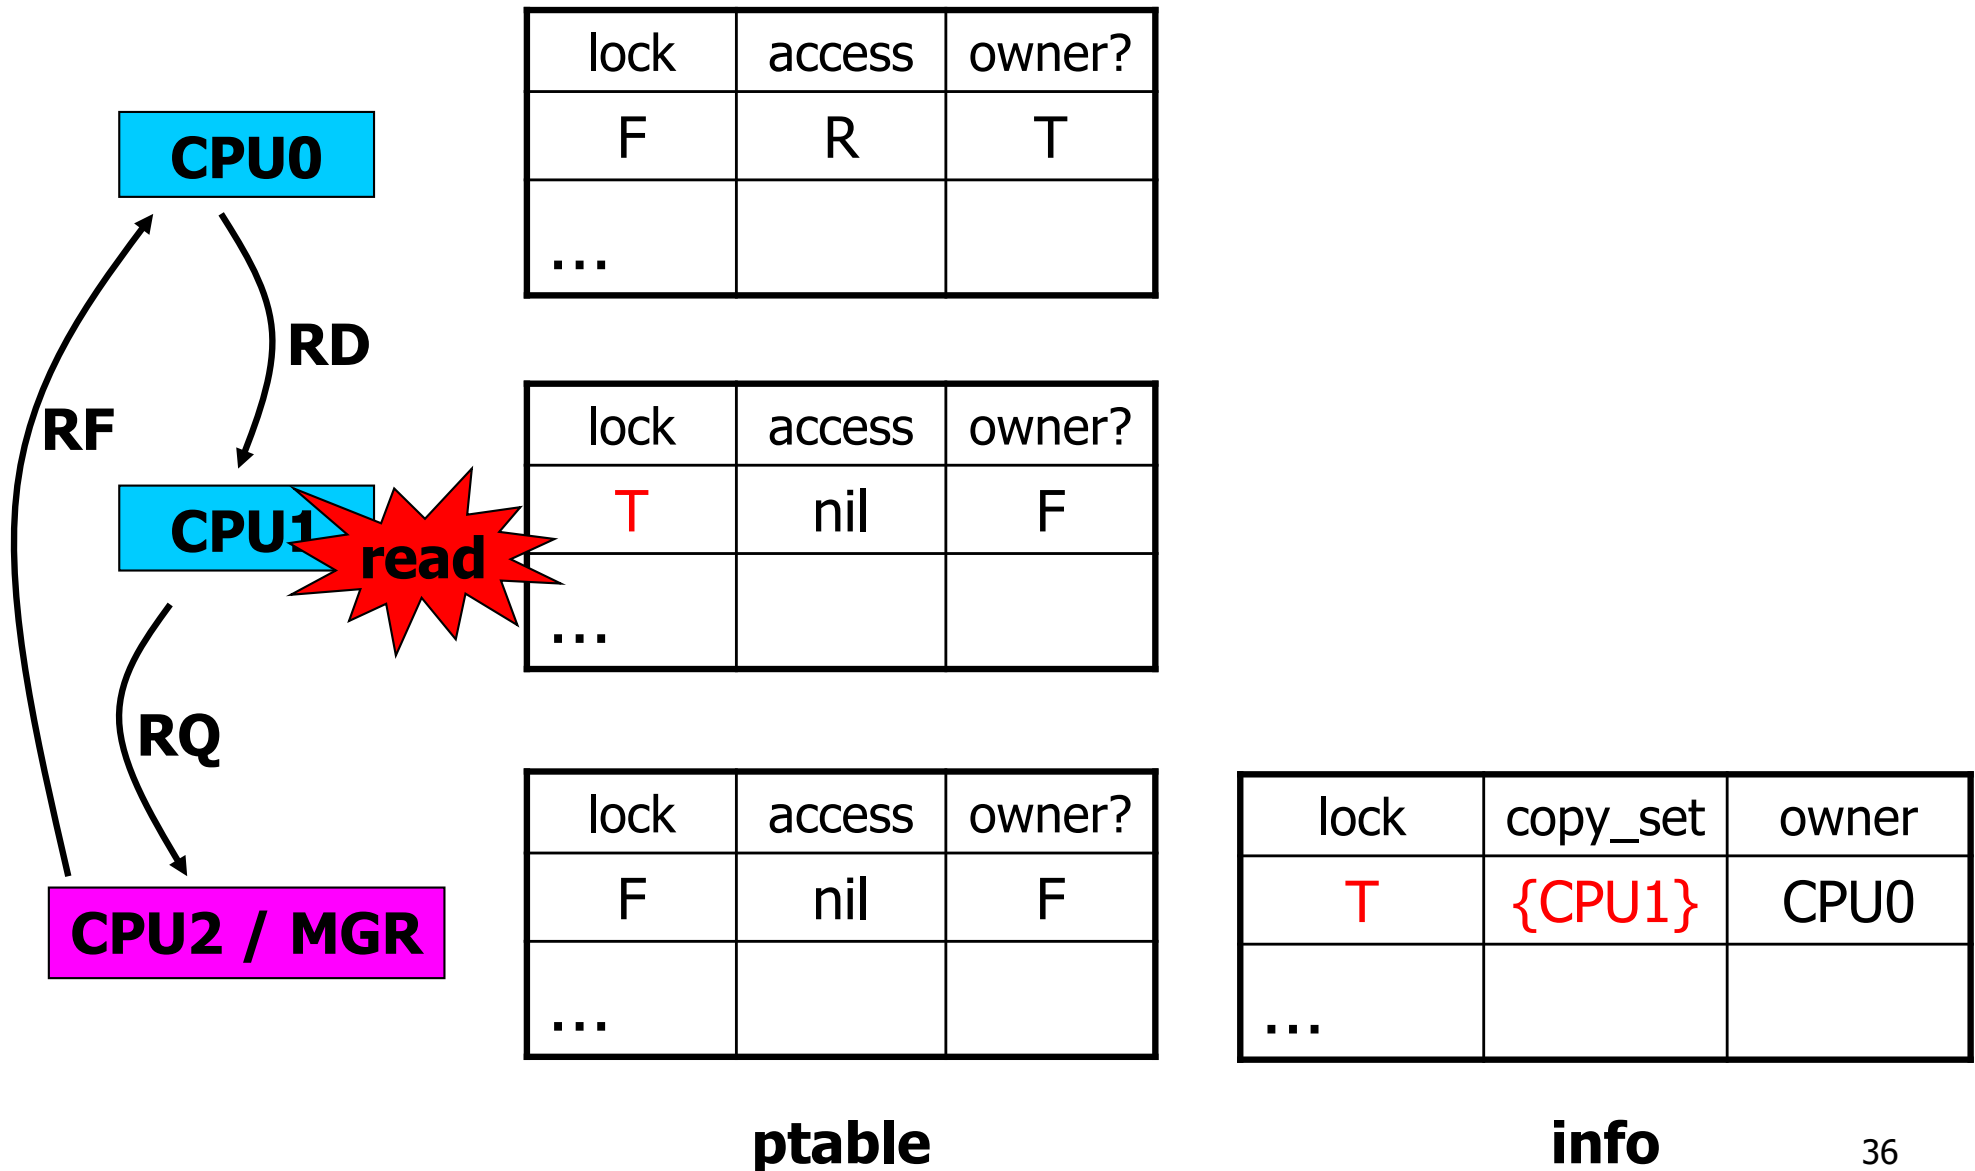 lock access owner?
F R T
...
CPU0
RD
RF
lock access owner?
T nil F
...
CPU1
read
RQ
lock access owner?
F nil F
...
CPU2 / MGR
lock copy_set owner
T {CPU1} CPU0
...
ptable
info
36